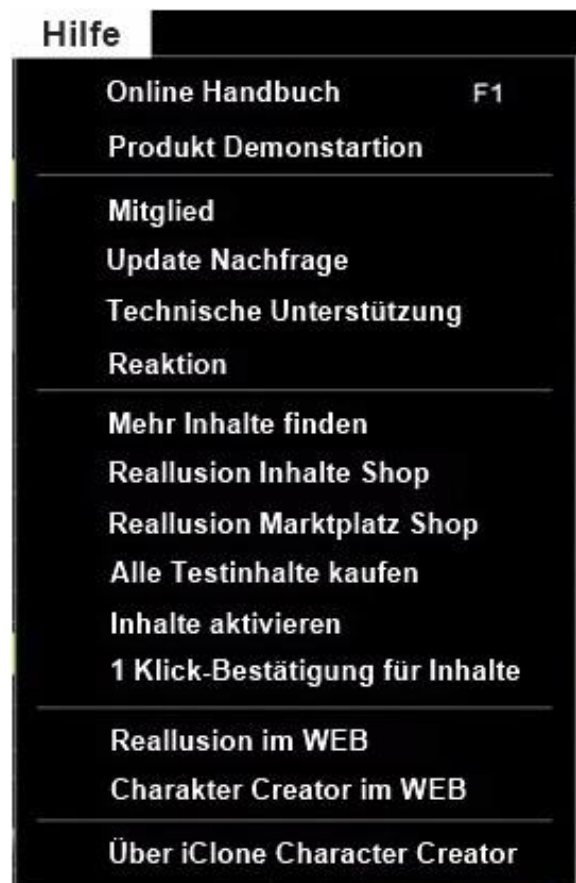 Hilfe
Online Handbuch F1
Produkt Demonstartion
Mitglied
Update Nachfrage
Technische Unterstützung
Reaktion
Mehr Inhalte finden
Reallusion Inhalte Shop
Reallusion Marktplatz Shop
Alle Testinhalte kaufen
Inhalte aktivieren
1 Klick-Bestätigung für Inhalte
Reallusion im WEB
Charakter Creator im WEB
Über iClone Character Creator